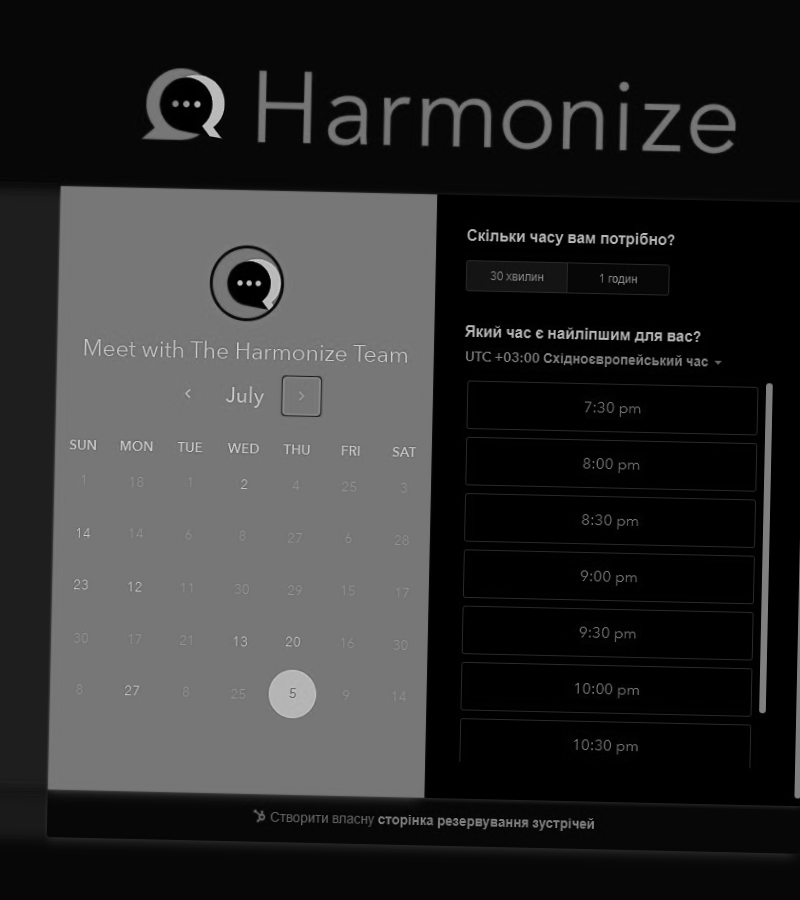 Harmonize
Meet with The Harmonize Team
July
SUN MON TUE WED THU FRI SAT
1 18 1 2 4 25 3
14 14 6 8 27 6 28
23 12 11 30 29 15 17
30 17 21 13 20 16 30
8 27 8 25 5 9 14
Скільки часу вам потрібно?
30 хвилин 1 годин
Який час є найліпшим для вас?
UTC +03:00 Східноєвропейський час
7:30 pm
8:00 pm
8:30 pm
9:00 pm
9:30 pm
10:00 pm
10:30 pm
Створити власну сторінка резервування зустрічей